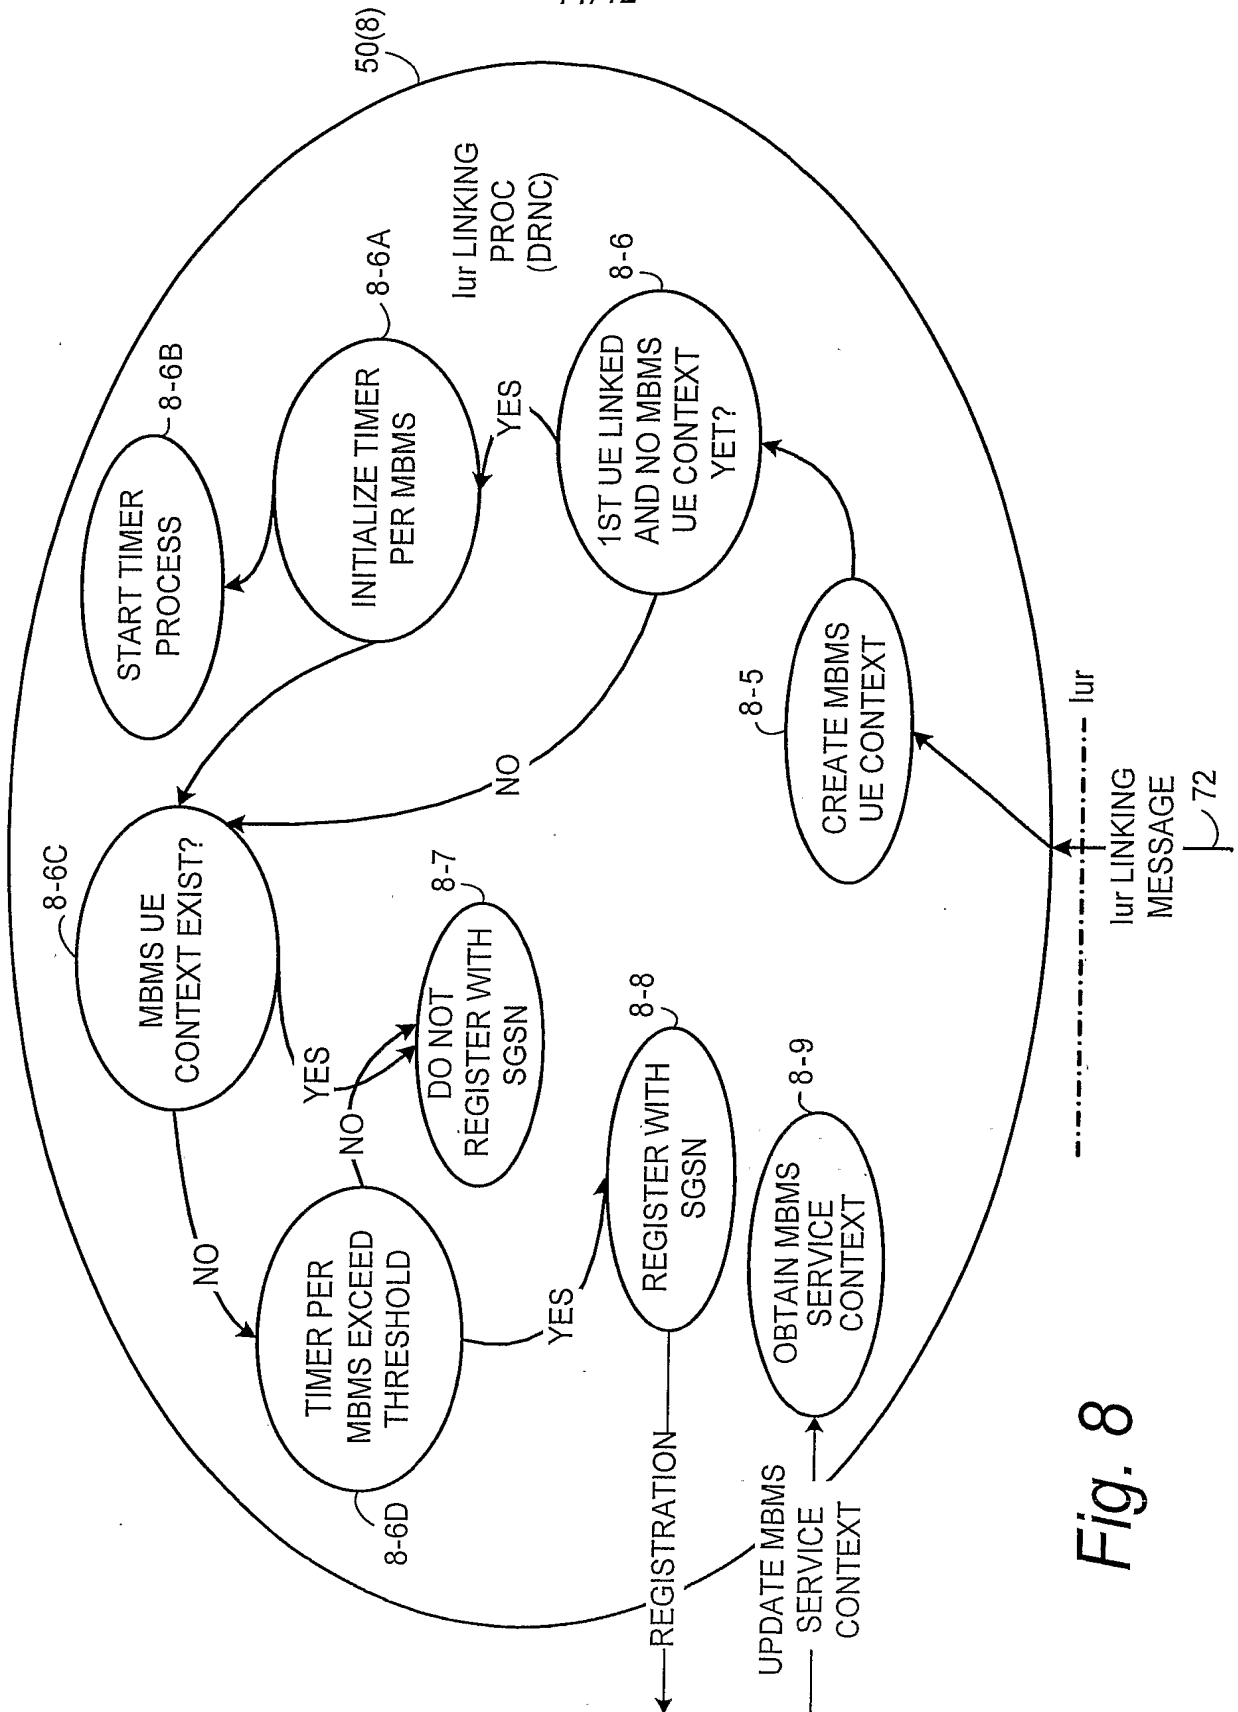 50(8)
Iur LINKING
PROC
(DRNC)
8-6B
START TIMER
PROCESS
8-6A
INITIALIZE TIMER
PER MBMS
YES
8-6
1ST UE LINKED
AND NO MBMS
UE CONTEXT
YET?
NO
8-6C
MBMS UE
CONTEXT EXIST?
YES
NO
8-7
DO NOT
REGISTER WITH
SGSN
NO
8-6D
TIMER PER
MBMS EXCEED
THRESHOLD
YES
8-8
REGISTER WITH
SGSN
8-5
CREATE MBMS
UE CONTEXT
8-9
OBTAIN MBMS
SERVICE
CONTEXT
REGISTRATION
UPDATE MBMS
SERVICE
CONTEXT
Iur
Iur LINKING
MESSAGE
72
Fig. 8